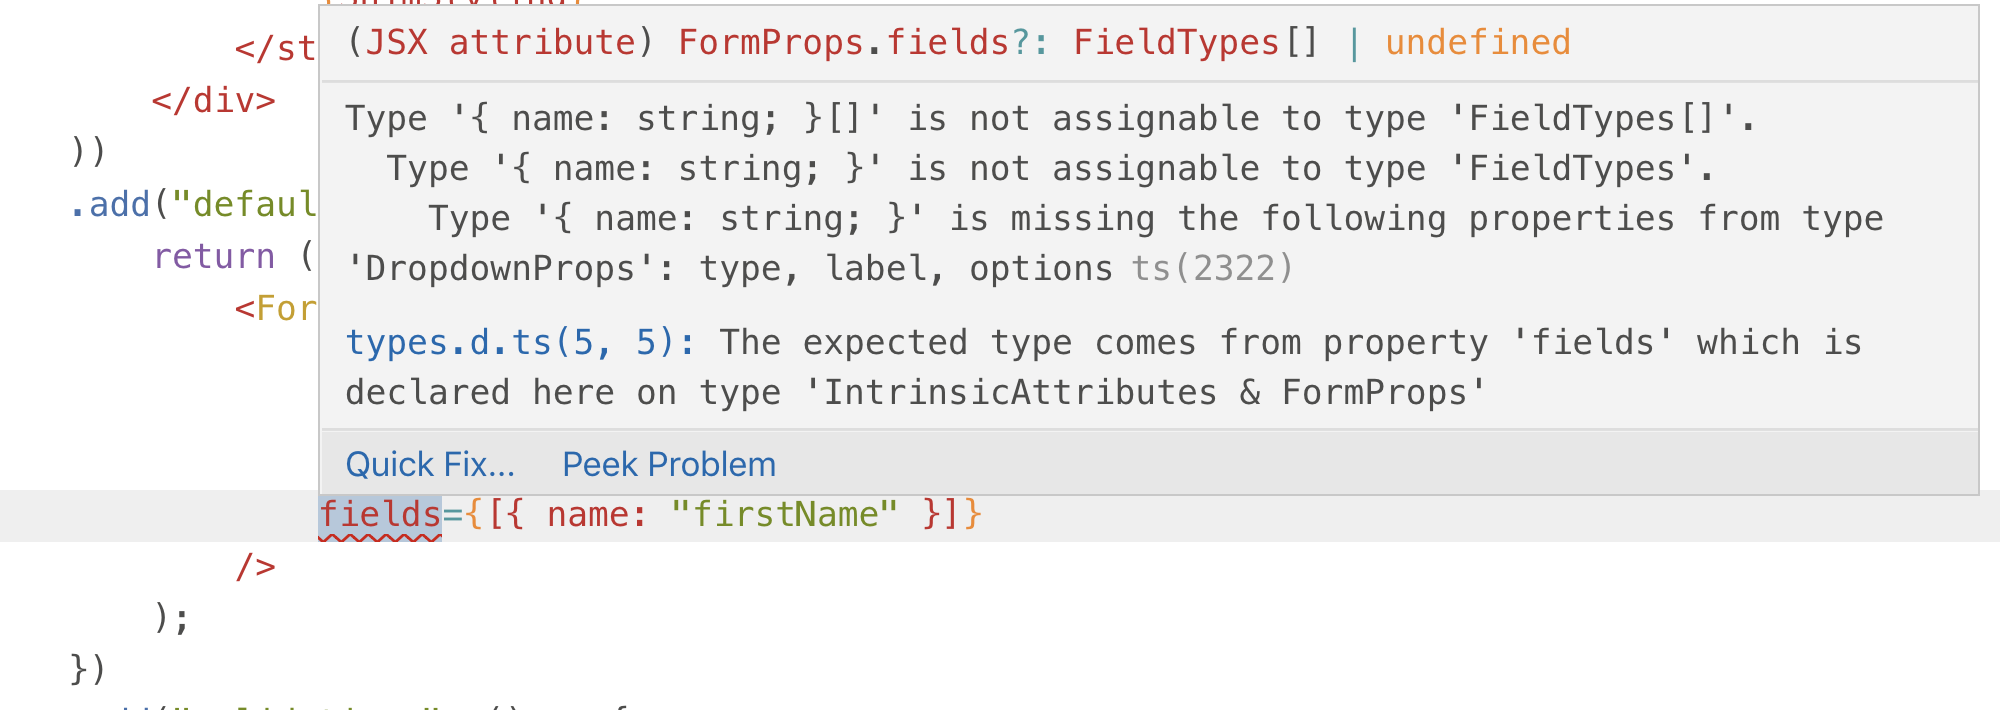 </st
(JSX attribute) FormProps.fields?: FieldTypes[] | undefined
</div>
Type '{ name: string; }[]' is not assignable to type 'FieldTypes[]'.
))
Type '{ name: string; }' is not assignable to type 'FieldTypes'.
.add("defaul
Type '{ name: string; }' is missing the following properties from type
return (
'DropdownProps': type, label, options ts(2322)
<For
types.d.ts(5, 5): The expected type comes from property 'fields' which is
declared here on type 'IntrinsicAttributes & FormProps'
Quick Fix... Peek Problem
fields={[{ name: "firstName" }]}
/>
);
})